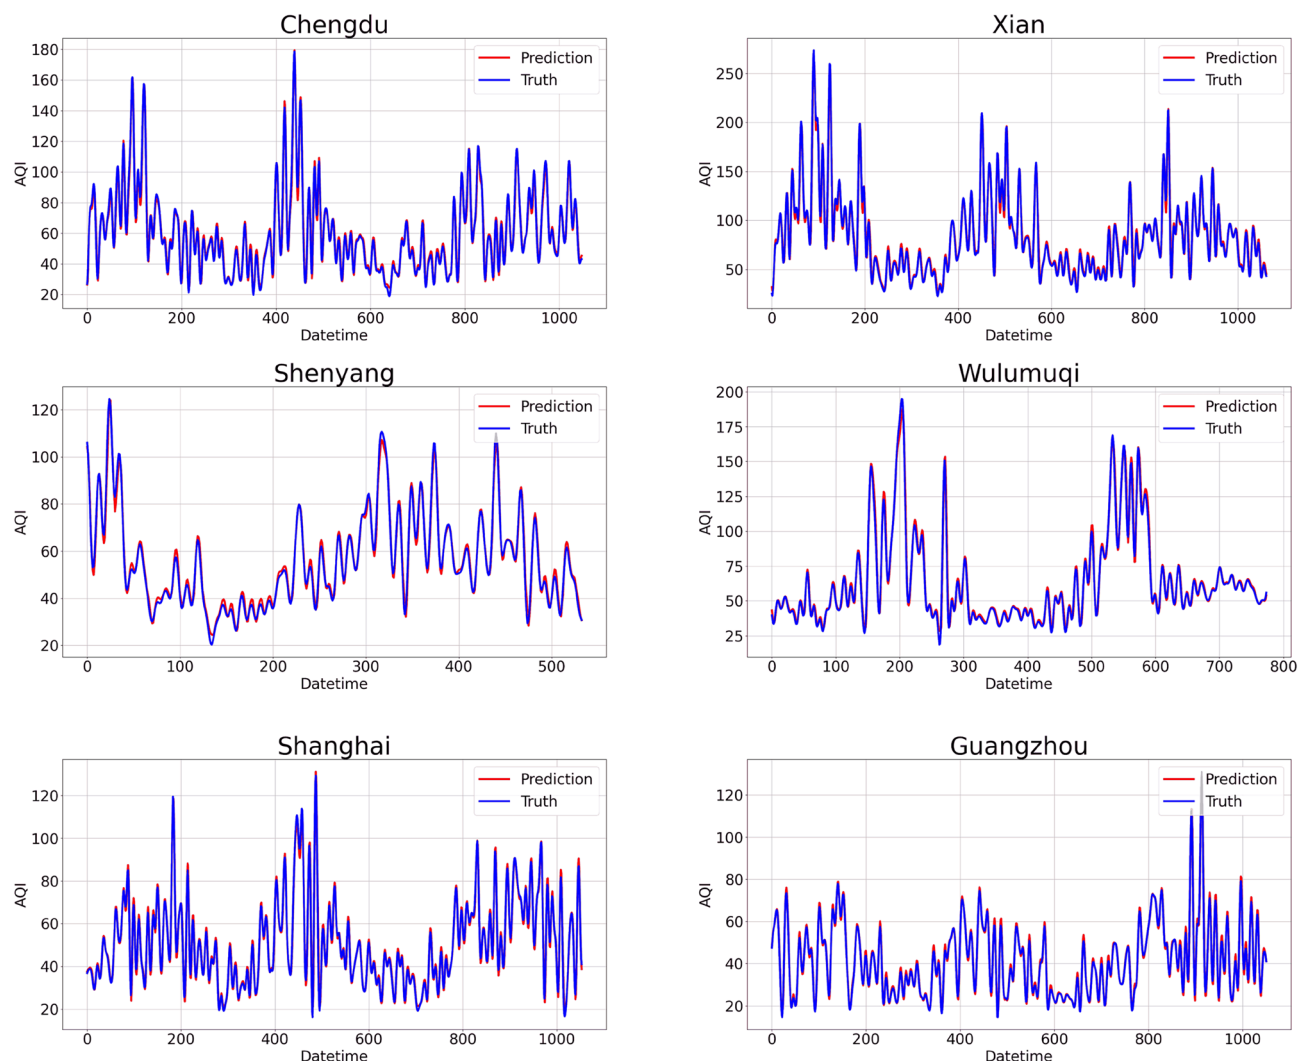 Chengdu
180
160
140
120
100
80
60
40
20
AQI
Prediction
Truth
0 200 400 600 800 1000
Datetime
Xian
250
200
150
100
50
AQI
Prediction
Truth
0 200 400 600 800 1000
Datetime
Shenyang
120
100
80
60
40
20
AQI
Prediction
Truth
0 100 200 300 400 500
Datetime
Wulumuqi
200
175
150
125
100
75
50
25
AQI
Prediction
Truth
0 100 200 300 400 500 600 700 800
Datetime
Shanghai
120
100
80
60
40
20
AQI
Prediction
Truth
0 200 400 600 800 1000
Datetime
Guangzhou
120
100
80
60
40
20
AQI
Prediction
Truth
0 200 400 600 800 1000
Datetime